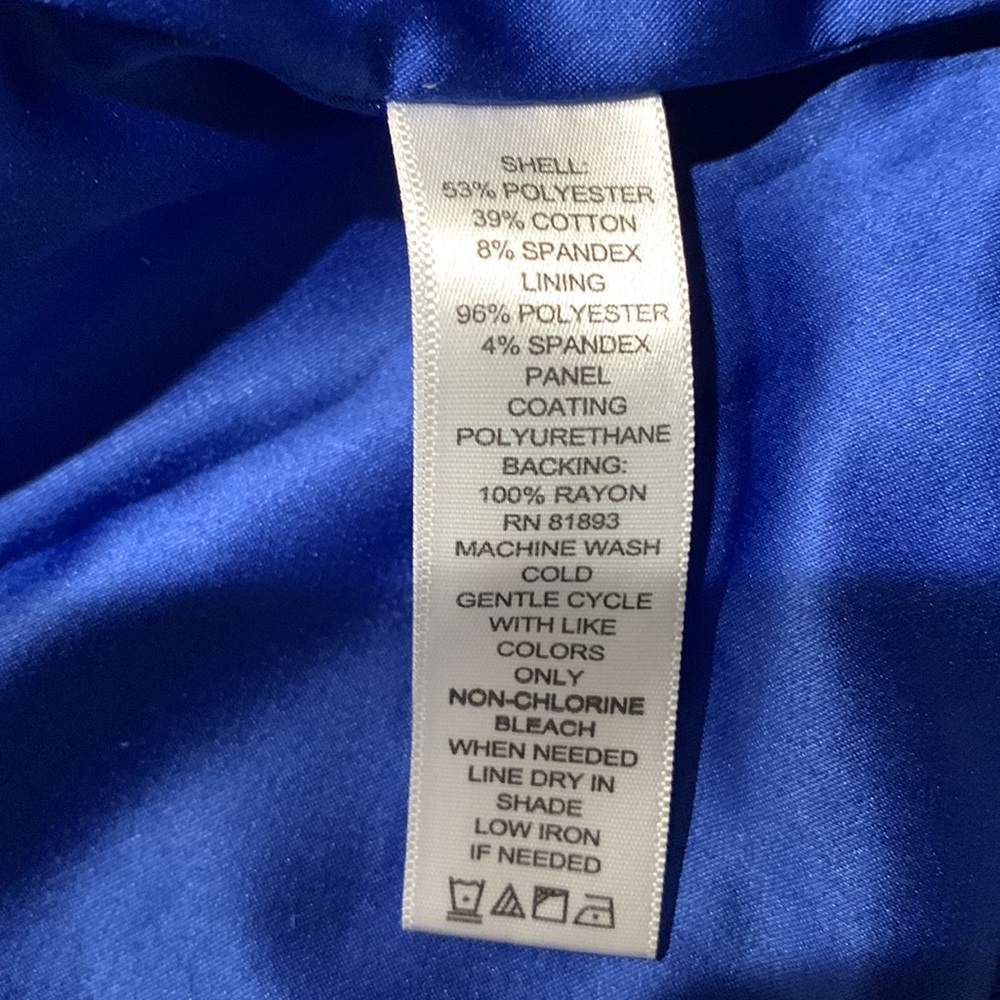 SHELL:
53% POLYESTER
39% COTTON
8% SPANDEX
LINING
96% POLYESTER
4% SPANDEX
PANEL
COATING
POLYURETHANE
BACKING:
100% RAYON
RN 81893
MACHINE WASH
COLD
GENTLE CYCLE
WITH LIKE
COLORS
ONLY
NON-CHLORINE
BLEACH
WHEN NEEDED
LINE DRY IN
SHADE
LOW IRON
IF NEEDED